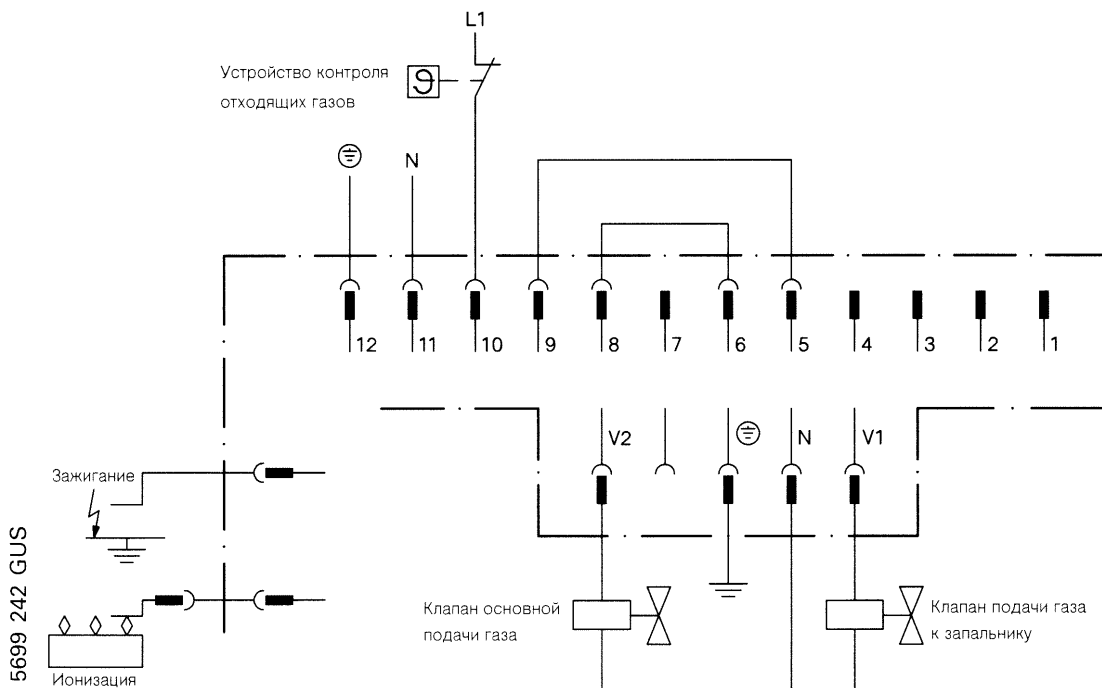 L1
Устройство контроля
отходящих газов
N
12 11 10 9 8 7 6 5 4 3 2 1
V2 N V1
Зажигание
Клапан основной
подачи газа
Клапан подачи газа
к запальнику
Ионизация
5699 242 GUS